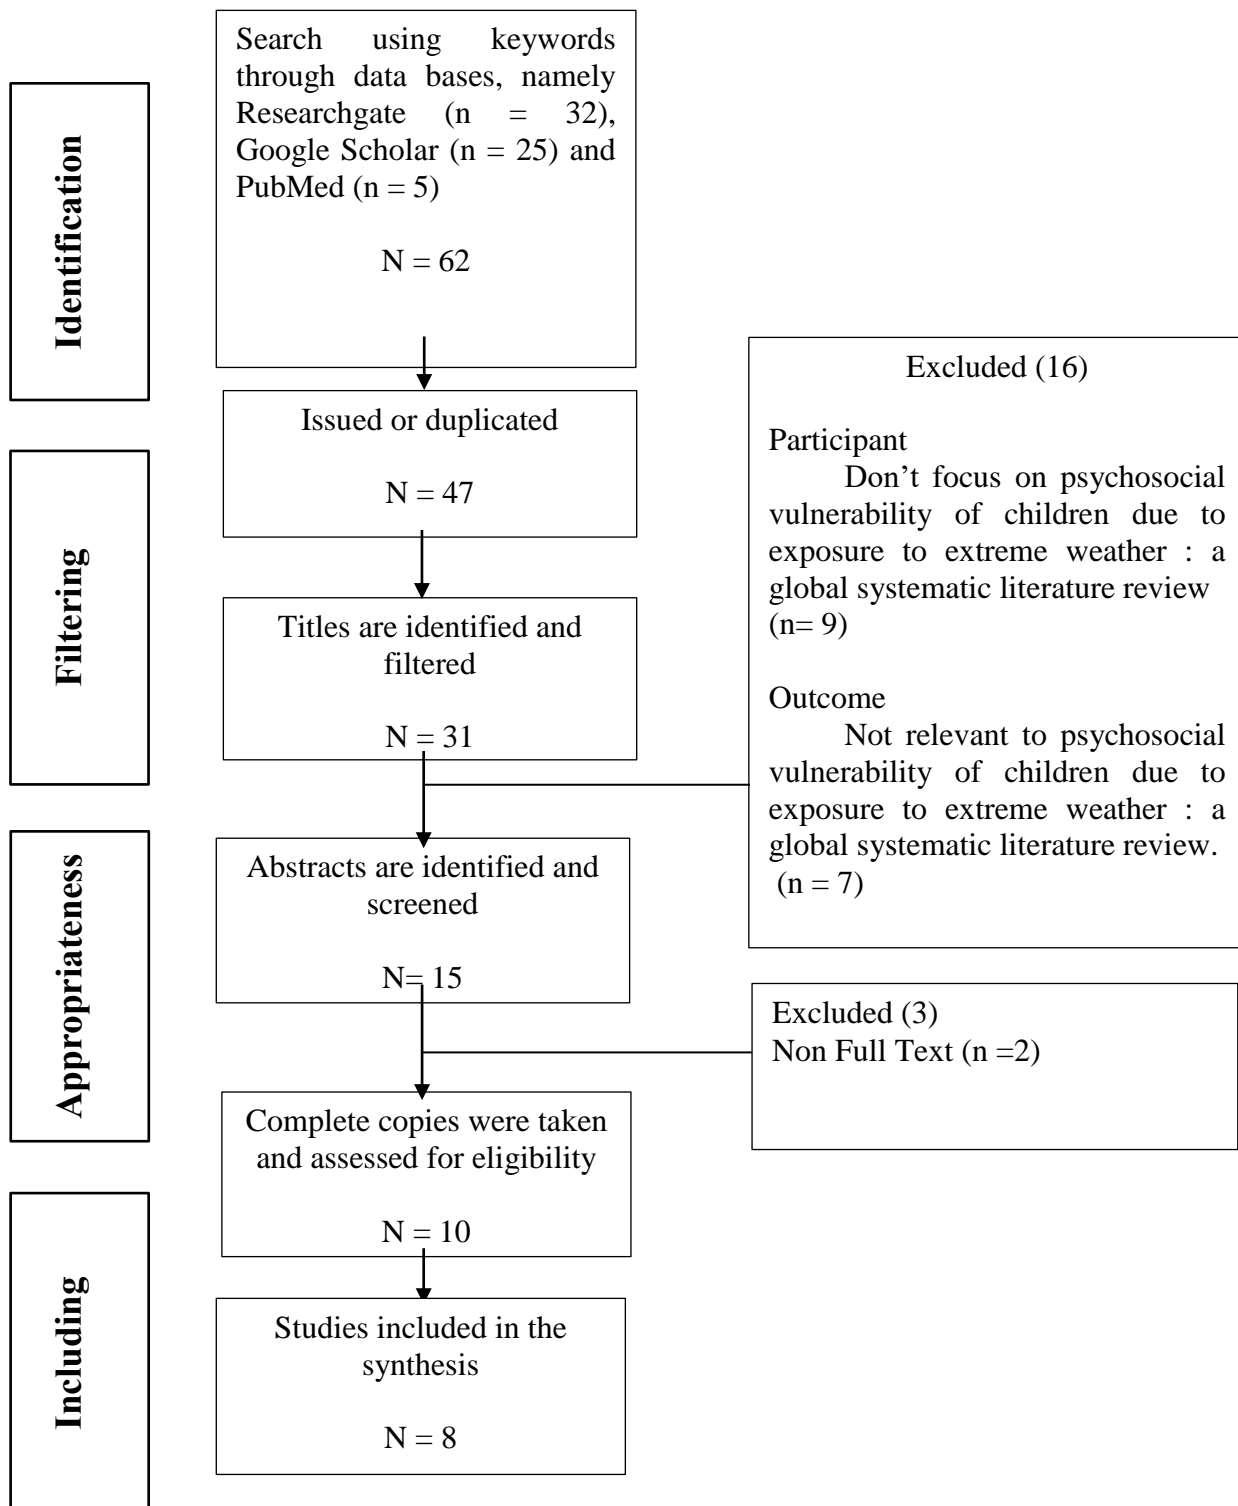 Identification
Search using keywords
through data bases, namely
Researchgate (n = 32),
Google Scholar (n = 25) and
PubMed (n = 5)
N = 62
Issued or duplicated
N = 47
Filtering
Titles are identified and
filtered
N = 31
Excluded (16)
Participant
Don’t focus on psychosocial
vulnerability of children due to
exposure to extreme weather : a
global systematic literature review
(n= 9)
Outcome
Not relevant to psychosocial
vulnerability of children due to
exposure to extreme weather : a
global systematic literature review.
(n = 7)
Appropriateness
Abstracts are identified and
screened
N= 15
Excluded (3)
Non Full Text (n =2)
Complete copies were taken
and assessed for eligibility
N = 10
Including
Studies included in the
synthesis
N = 8